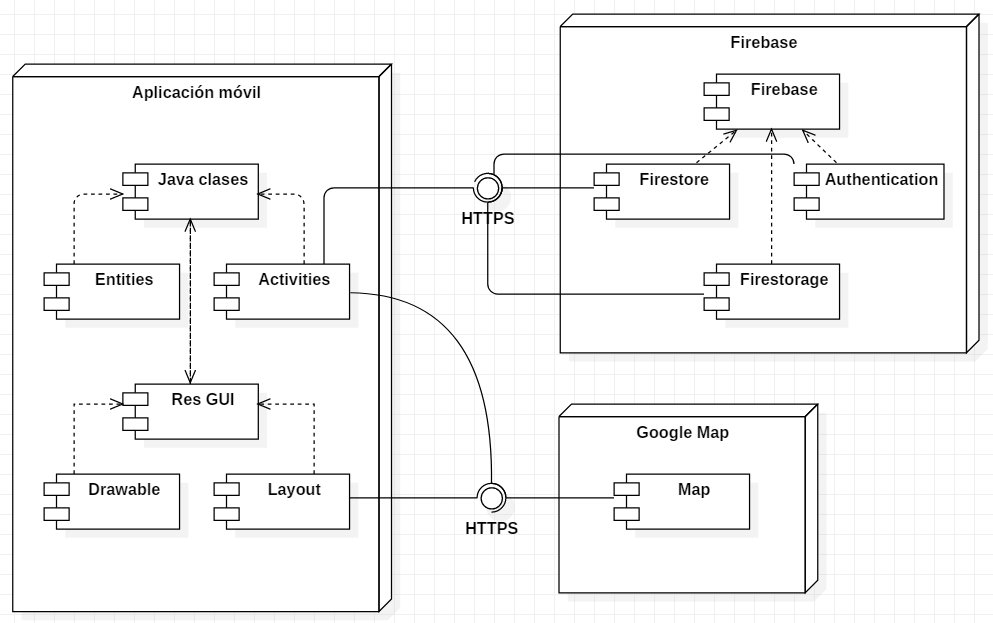 Aplicación móvil
Java clases
Entities
Activities
Res GUI
Drawable
Layout
HTTPS
HTTPS
Firebase
Firebase
Firestore
Authentication
Firestorage
Google Map
Map